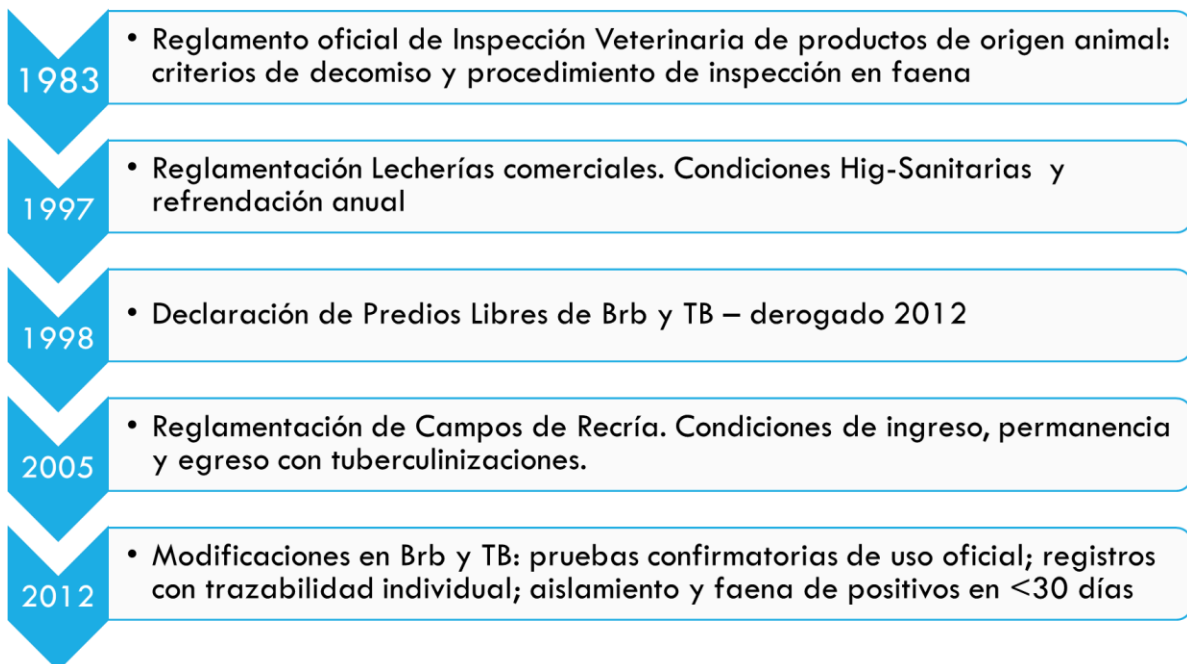 1983
• Reglamento oficial de Inspección Veterinaria de productos de origen animal:
criterios de decomiso y procedimiento de inspección en faena
1997
• Reglamentación Lecherías comerciales. Condiciones Hig-Sanitarias y
refrendación anual
1998
• Declaración de Predios Libres de Brb y TB – derogado 2012
2005
• Reglamentación de Campos de Recría. Condiciones de ingreso, permanencia
y egreso con tuberculinizaciones.
2012
• Modificaciones en Brb y TB: pruebas confirmatorias de uso oficial; registros
con trazabilidad individual; aislamiento y faena de positivos en <30 días